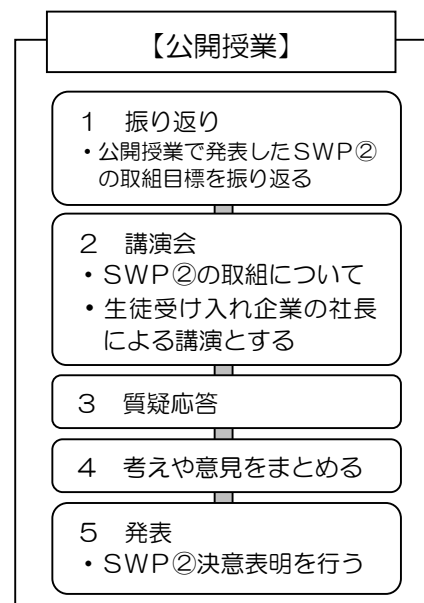 【公開授業】
1 振り返り
・公開授業で発表したSWP②
の取組目標を振り返る
2 講演会
・SWP②の取組について
・生徒受け入れ企業の社長
による講演とする
3 質疑応答
4 考えや意見をまとめる
5 発表
・SWP②決意表明を行う